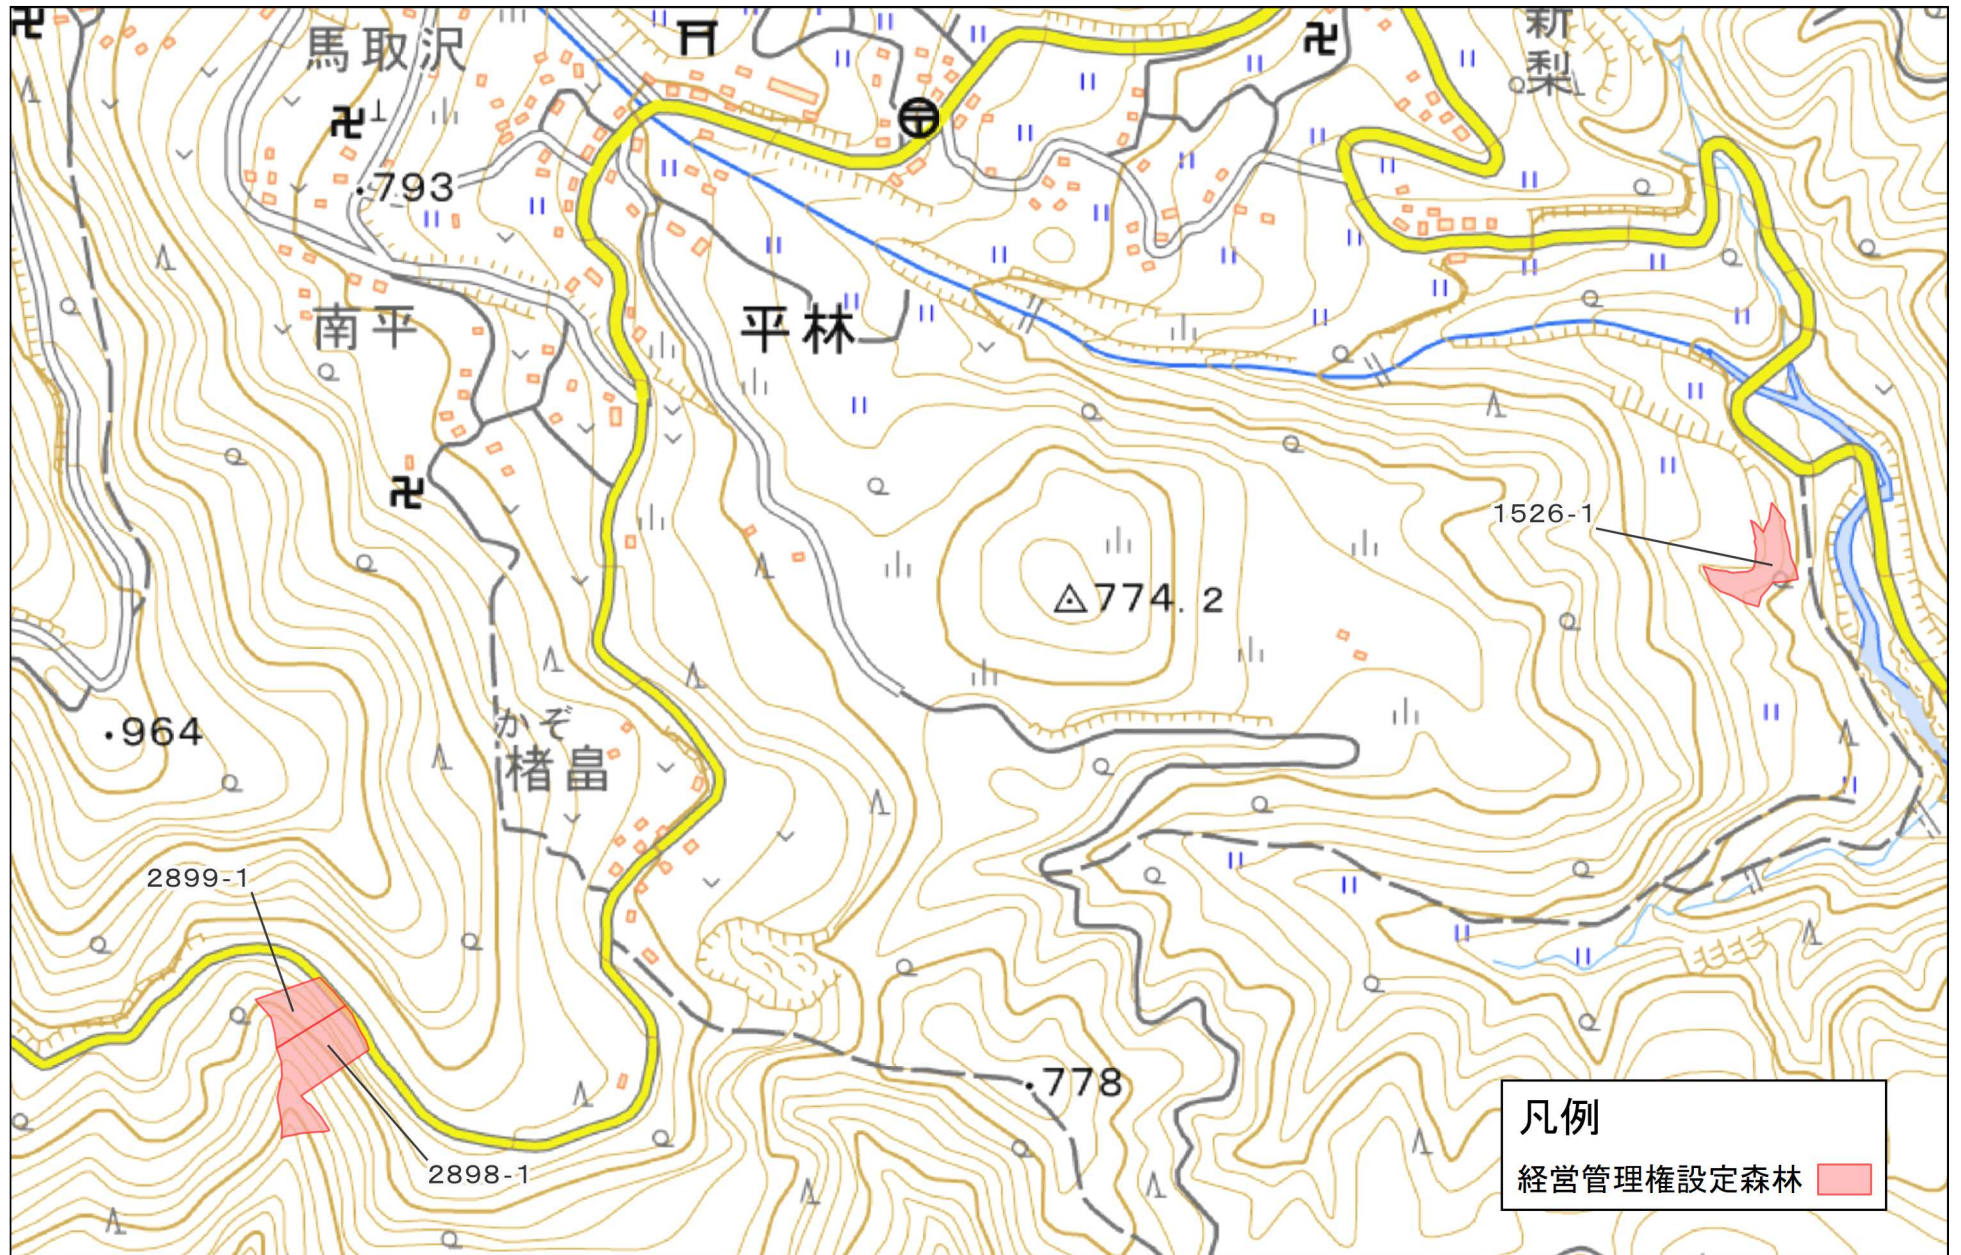 新梨
馬取沢
793
南平
平林
1526-1
774.2
かぞ
楮畠
964
2899-1
778
2898-1
凡例
経営管理権設定森林